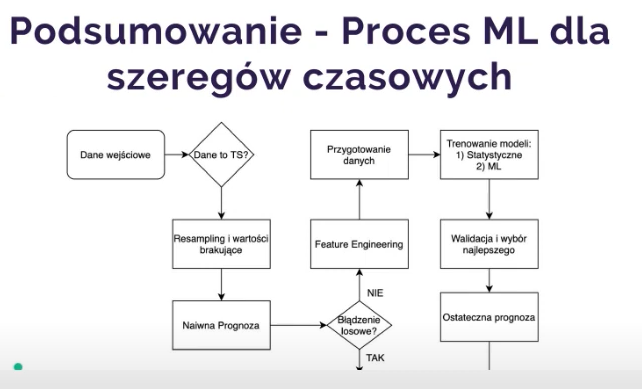 Podsumowanie - Proces ML dla
szeregów czasowych
Dane wejściowe
Dane to TS?
Resampling i wartości
brakujące
Naiwna Prognoza
Błądzenie
losowe?
NIE
TAK
Feature Engineering
Przygotowanie
danych
Trenowanie modeli:
1) Statystyczne
2) ML
Walidacja i wybór
najlepszego
Ostateczna prognoza